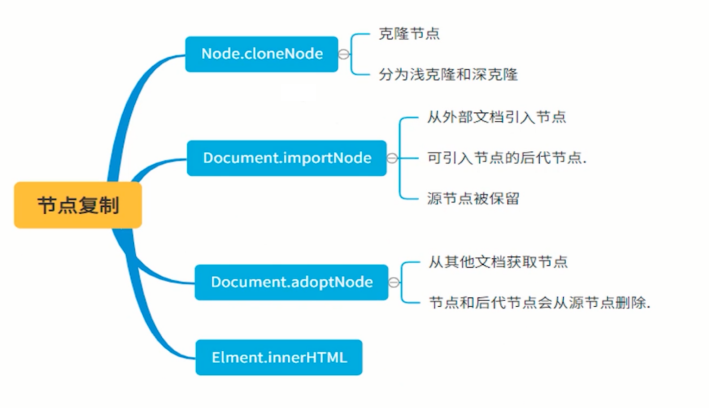 节点复制
Node.cloneNode
克隆节点
分为浅克隆和深克隆
Document.importNode
从外部文档引入节点
可引入节点的后代节点.
源节点被保留
Document.adoptNode
从其他文档获取节点
节点和后代节点会从源节点删除.
Elment.innerHTML